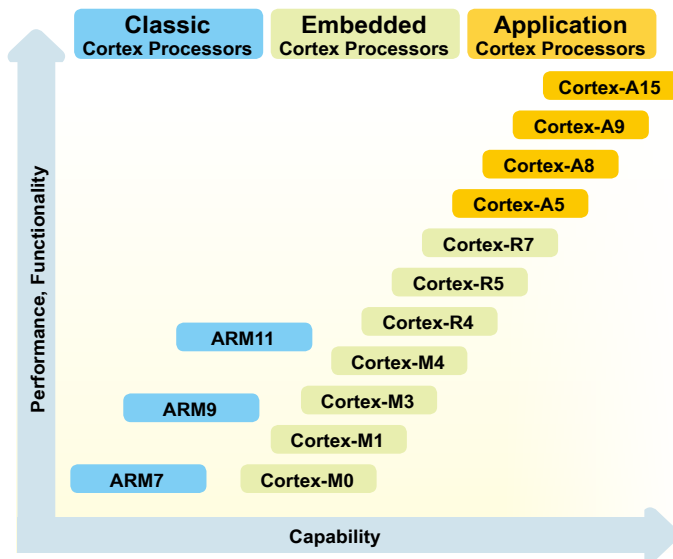 Classic
Cortex Processors
Embedded
Cortex Processors
Application
Cortex Processors
Cortex-A15
Cortex-A9
Cortex-A8
Cortex-A5
Cortex-R7
Cortex-R5
Cortex-R4
ARM11
Cortex-M4
Cortex-M3
ARM9
Cortex-M1
ARM7
Cortex-M0
Performance, Functionality
Capability